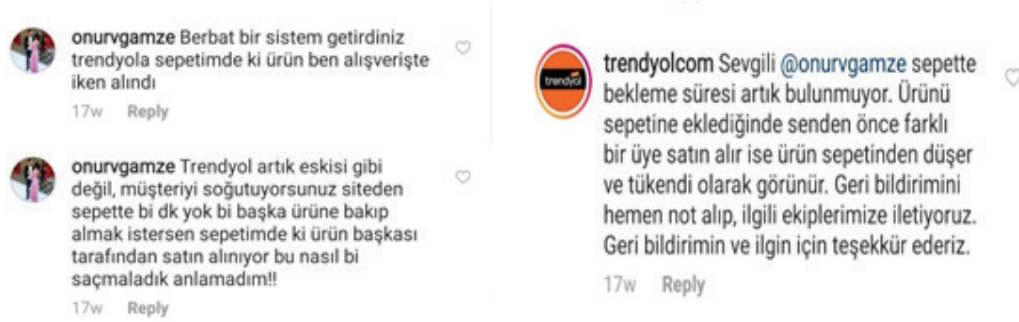 onurvgamze Berbat bir sistem getirdiniz
trendyola sepetimde ki ürün ben alışverişte
iken alındı
17w Reply
onurvgamze Trendyol artık eskisi gibi
değil, müşteriyi soğutuyorsunuz siteden
sepette bi dk yok bi başka ürüne bakıp
almak istersen sepetimde ki ürün başkası
tarafından satın alınıyor bu nasıl bi
saçmaladık anlamadım!!
17w Reply
trendyol
trendyolcom Sevgili @onurvgamze sepette
bekleme süresi artık bulunmuyor. Ürünü
sepetine eklediğinde senden önce farklı
bir üye satın alır ise ürün sepetinden düşer
ve tükendi olarak görünür. Geri bildirimini
hemen not alıp, ilgili ekiplerimize iletiyoruz.
Geri bildirimin ve ilgin için teşekkür ederiz.
17w Reply